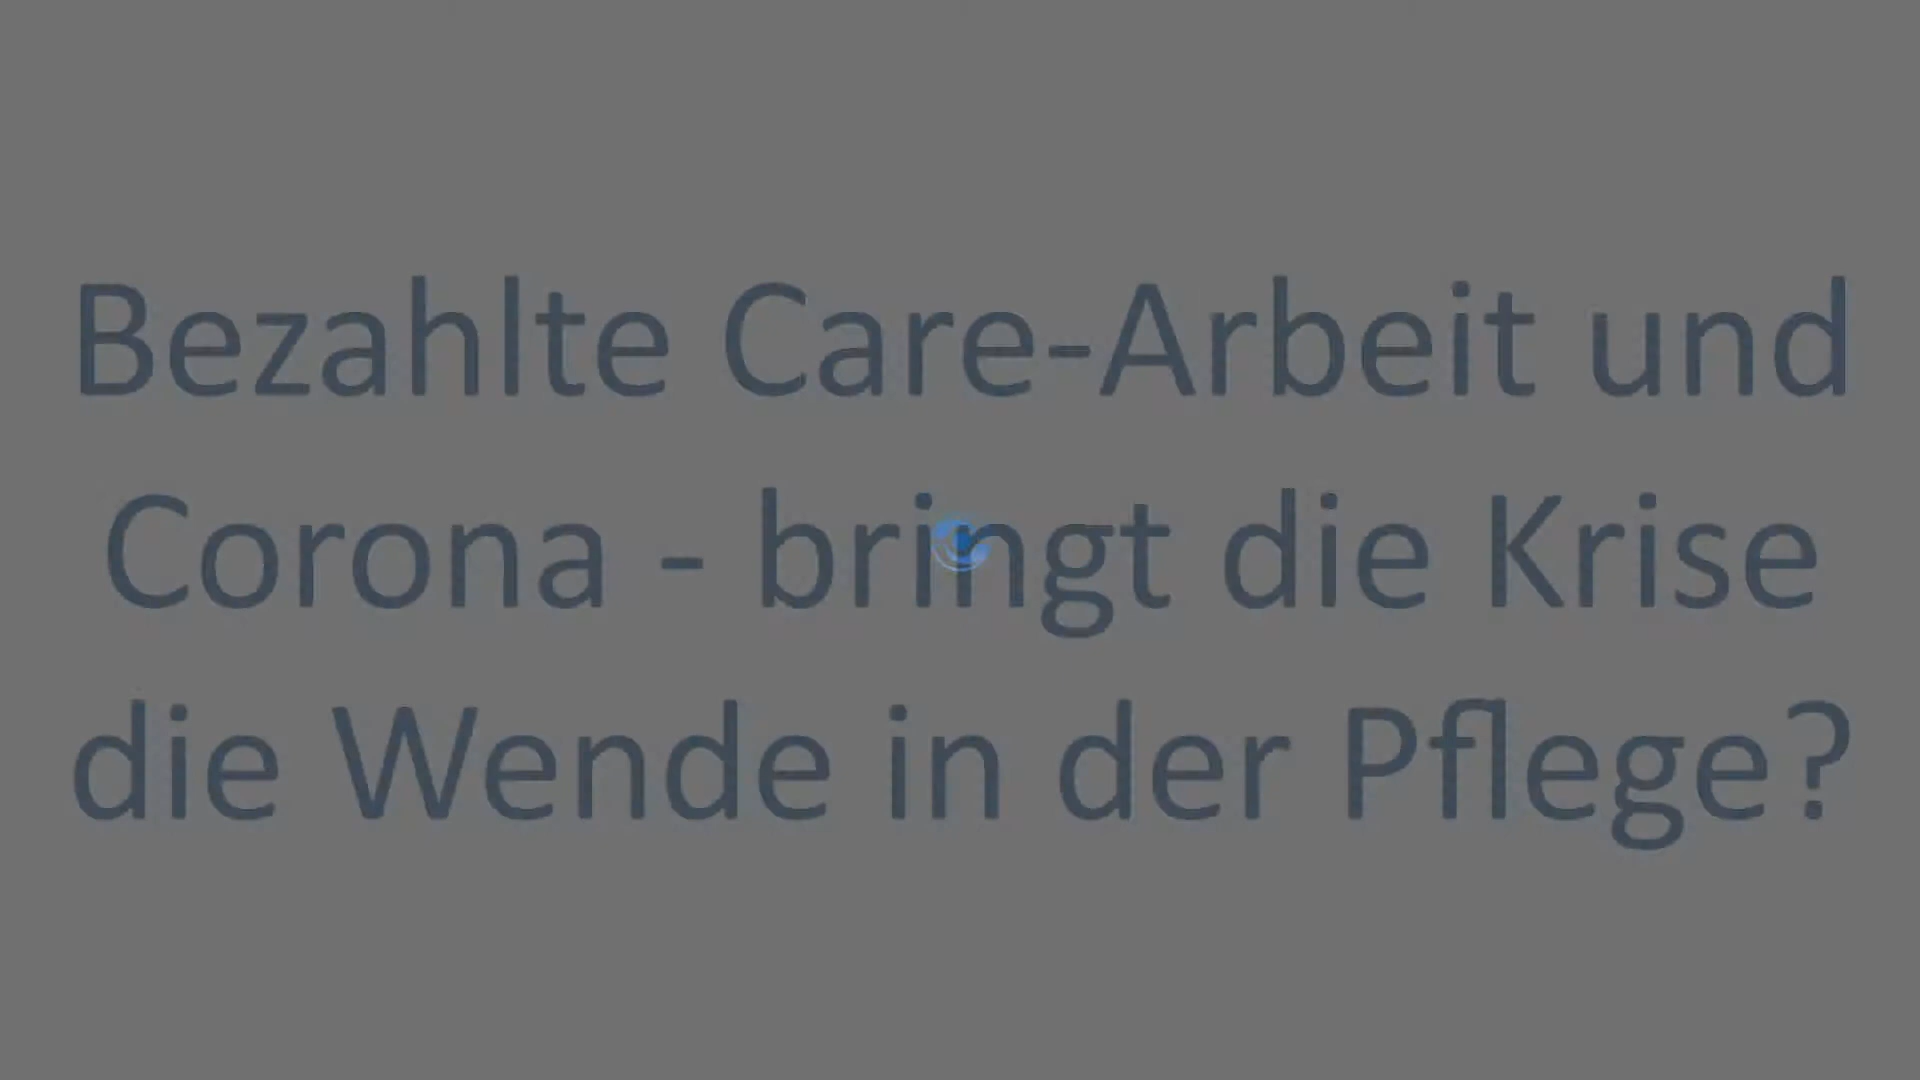 Bezahlte Care-Arbeit und
Corona - bringt die Krise
die Wende in der Pflege?